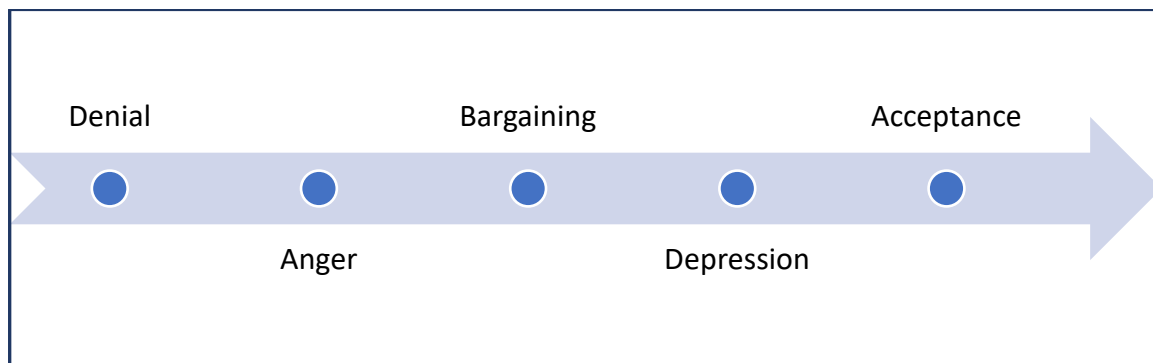 Denial
Anger
Bargaining
Depression
Acceptance